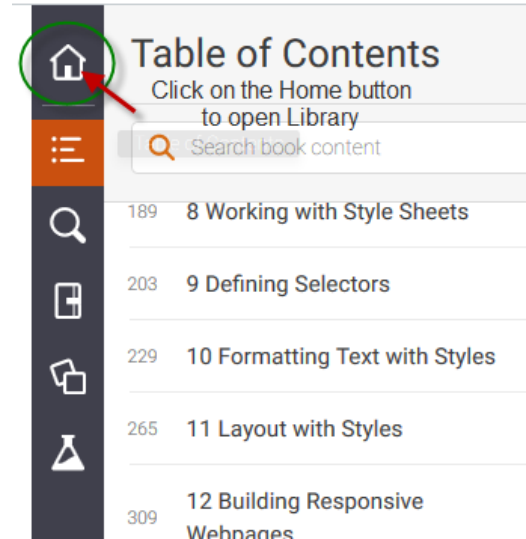 Table of Contents
Click on the Home button
to open Library
Search book content
189 8 Working with Style Sheets
203 9 Defining Selectors
229 10 Formatting Text with Styles
265 11 Layout with Styles
309 12 Building Responsive
Webpages